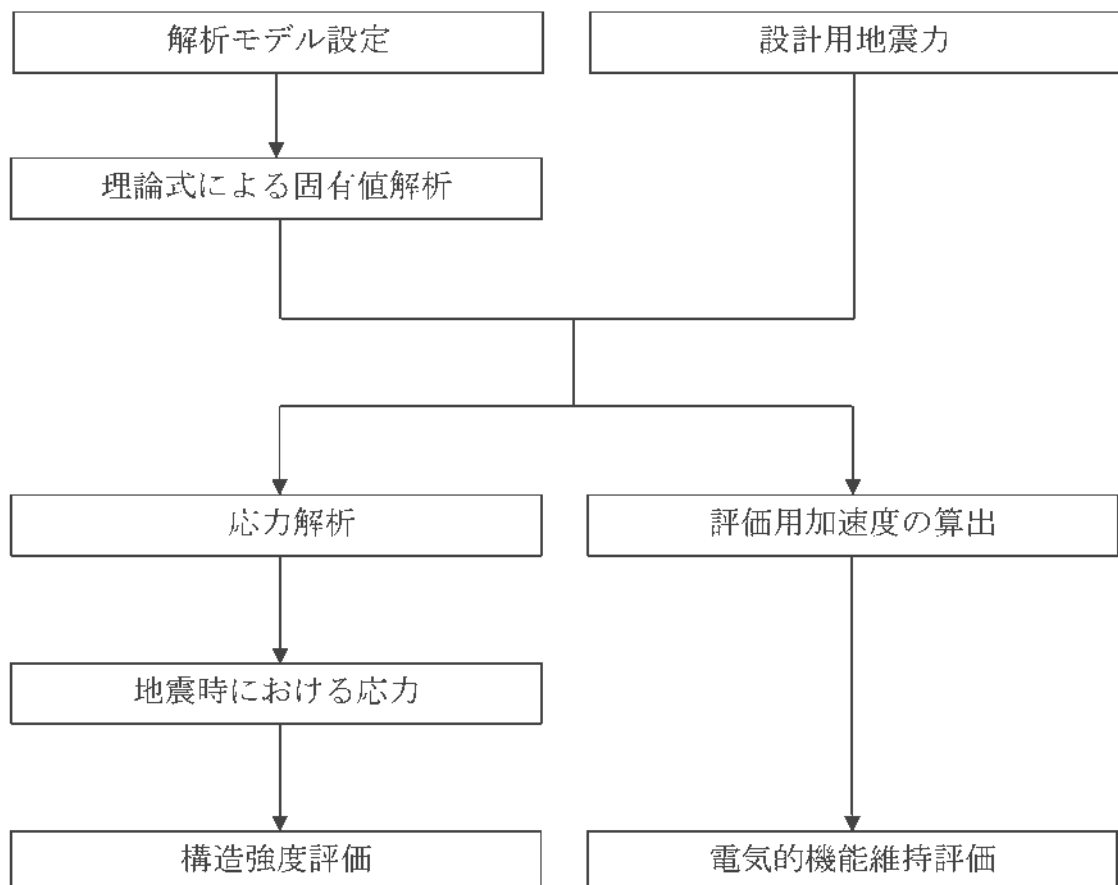 解析モデル設定
設計用地震力
理論式による固有値解析
応力解析
評価用加速度の算出
地震時における応力
構造強度評価
電気的機能維持評価